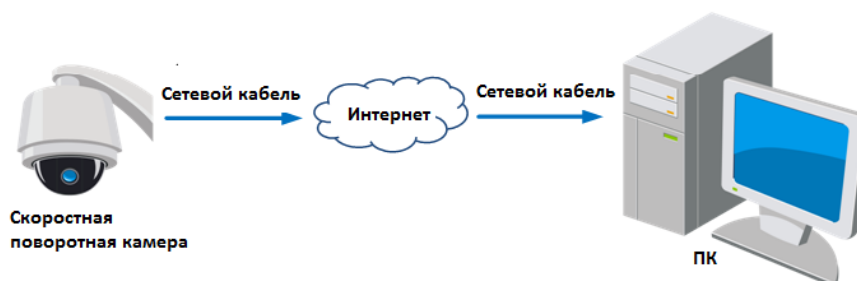 Сетевой кабель
Интернет
Сетевой кабель
Скоростная
поворотная камера
ПК